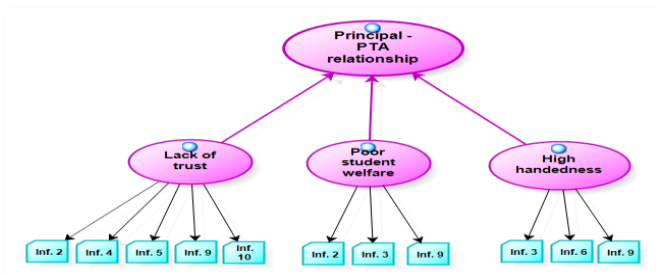 Principal -
PTA
relationship
Lack of
trust
Poor
student
welfare
High
handedness
Inf. 2
Inf. 4
Inf. 5
Inf. 9
Inf.
10
Inf. 2
Inf. 3
Inf. 9
Inf. 3
Inf. 6
Inf. 9